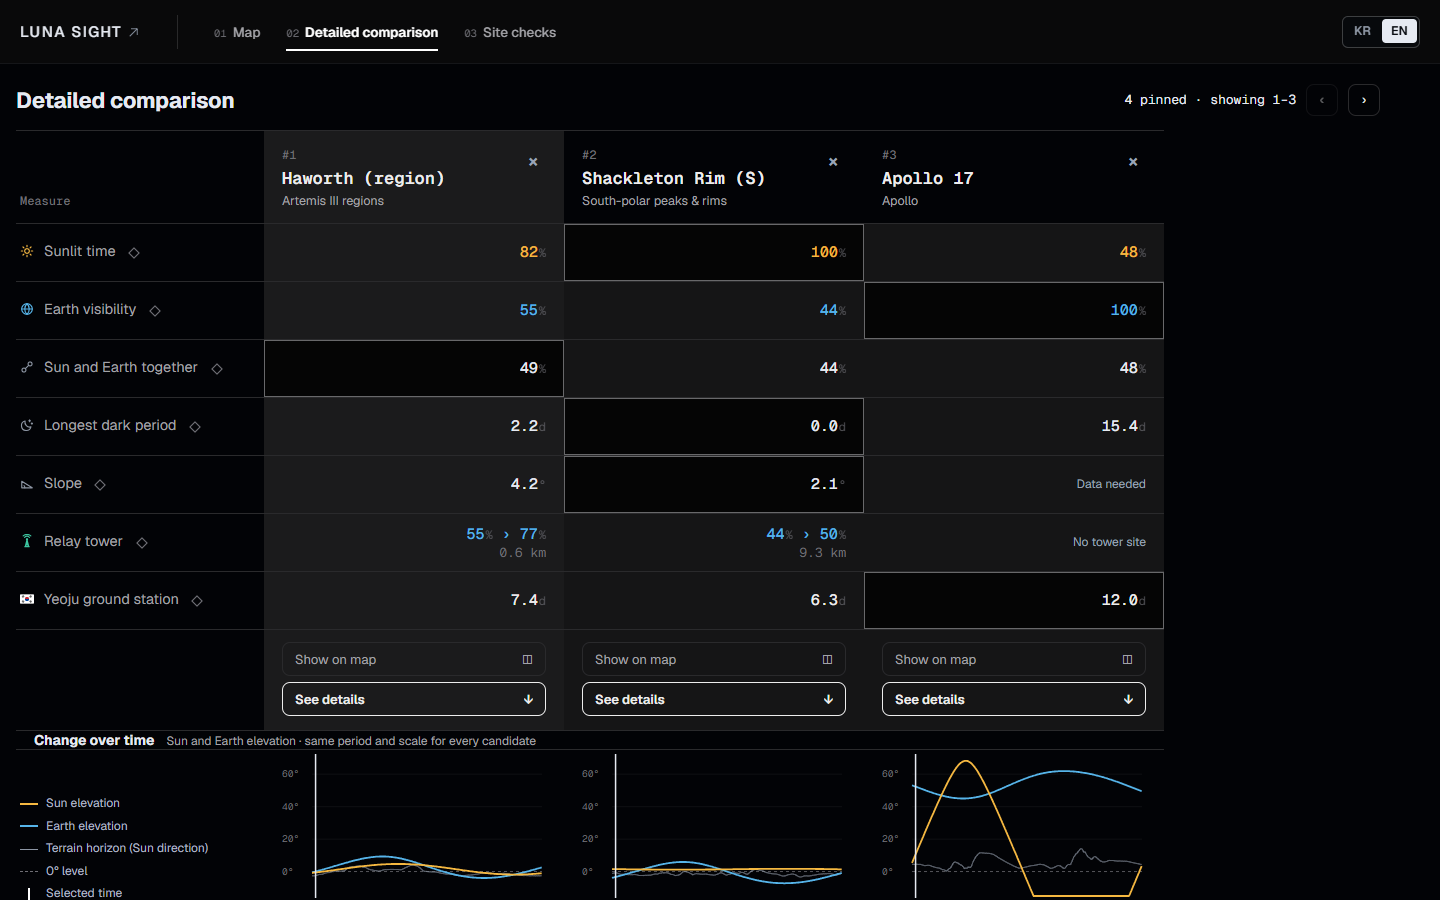 LUNA SIGHT ↗
01 Map
02 Detailed comparison
03 Site checks
KR EN
Detailed comparison
4 pinned · showing 1–3
‹ ›
Measure
#1
Haworth (region)
Artemis III regions
×
#2
Shackleton Rim (S)
South-polar peaks & rims
×
#3
Apollo 17
Apollo
×
Sunlit time 82% 100% 48%
Earth visibility 55% 44% 100%
Sun and Earth together 49% 44% 48%
Longest dark period 2.2d 0.0d 15.4d
Slope 4.2° 2.1° Data needed
Relay tower 55% › 77% 44% › 50% No tower site
0.6 km 9.3 km
Yeoju ground station 7.4d 6.3d 12.0d
Show on map Show on map Show on map
See details ↓ See details ↓ See details ↓
Change over time Sun and Earth elevation · same period and scale for every candidate
Sun elevation
Earth elevation
Terrain horizon (Sun direction)
0° level
Selected time
60° 60° 60°
40° 40° 40°
20° 20° 20°
0° 0° 0°